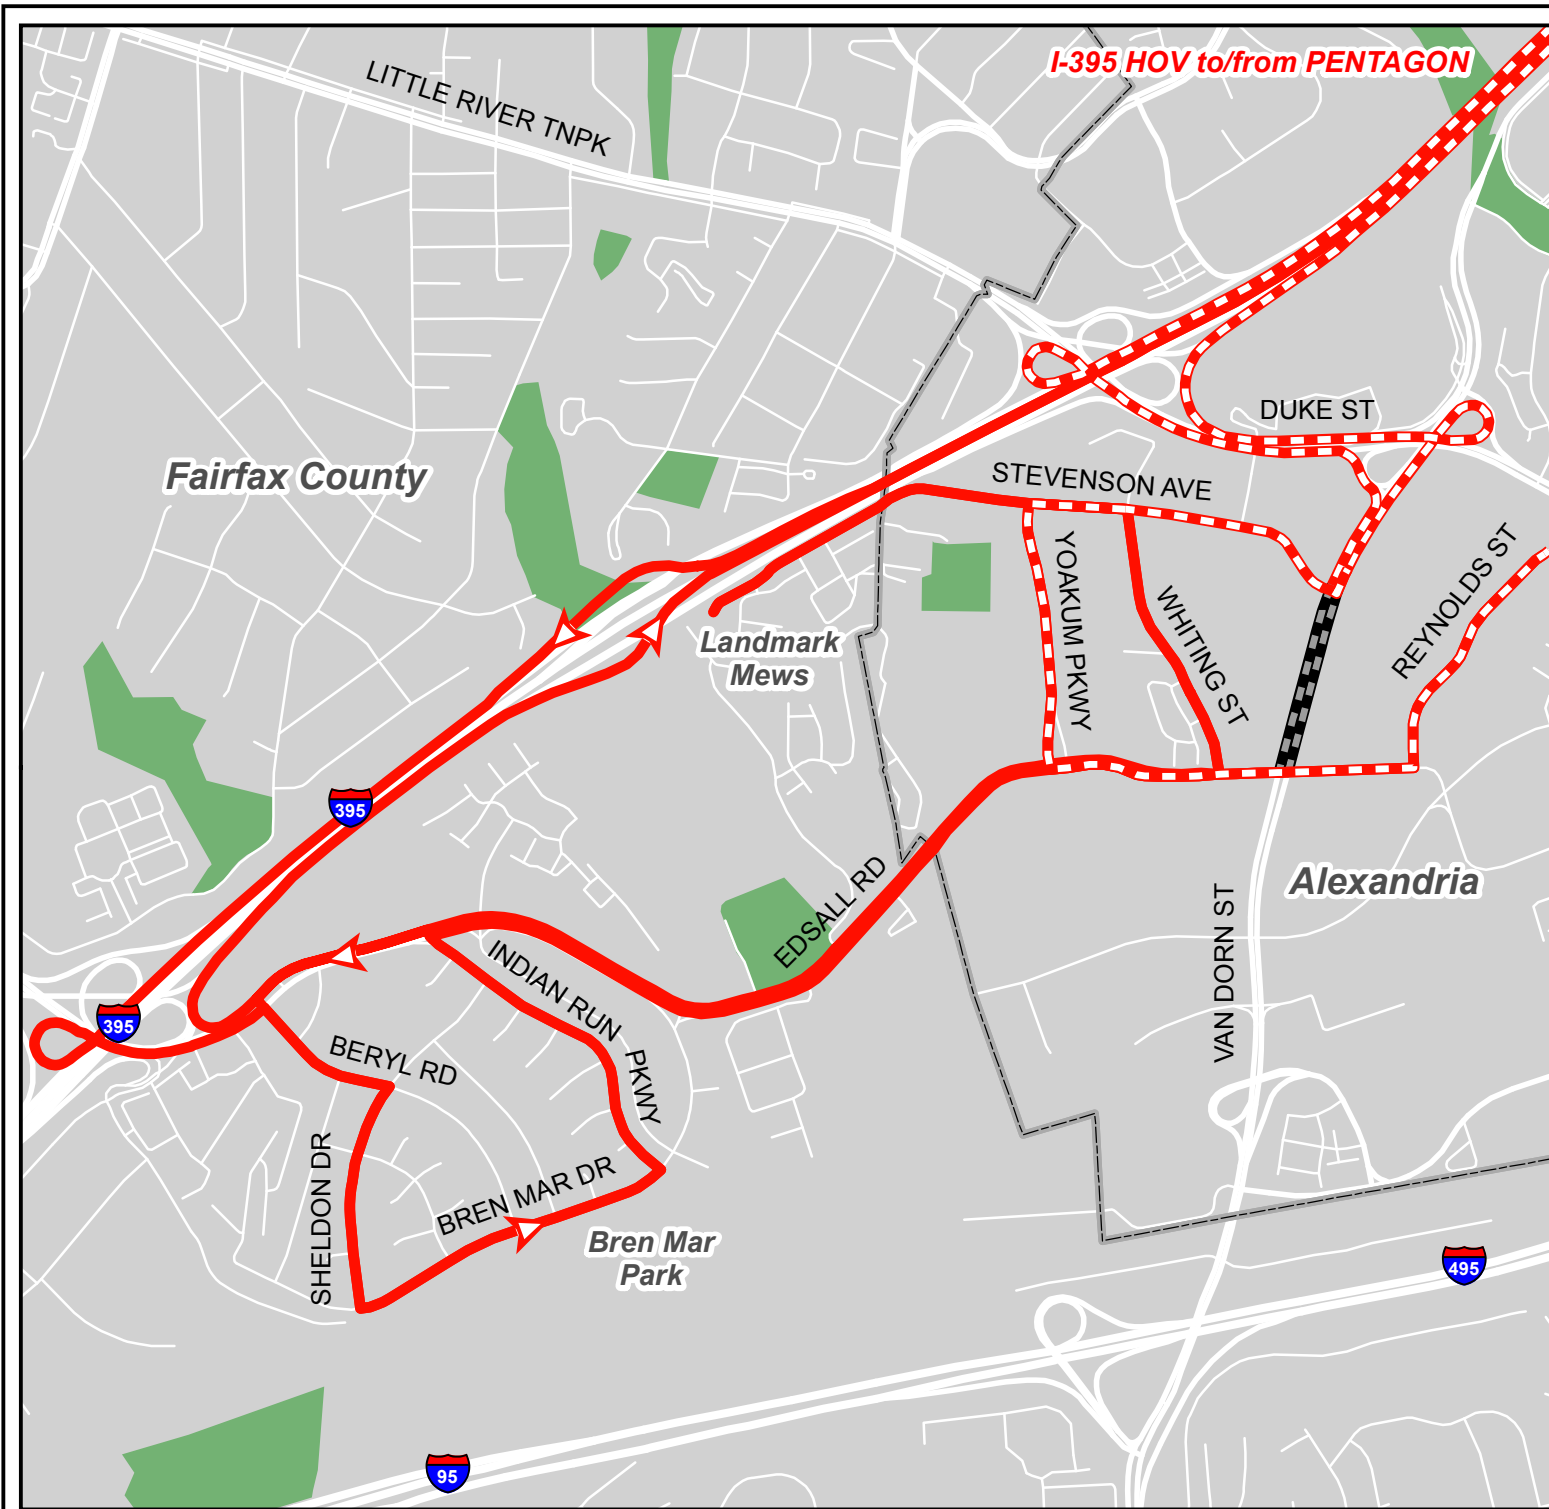 I-395 HOV to/from PENTAGON
LITTLE RIVER TNPK
DUKE ST
Fairfax County
STEVENSON AVE
YOAKUM PKWY
WHITING ST
REYNOLDS ST
Landmark
Mews
395
EDSALL RD
Alexandria
VAN DORN ST
INDIAN RUN PKWY
395
BERYL RD
SHELDON DR
BREN MAR DR
Bren Mar
Park
495
95